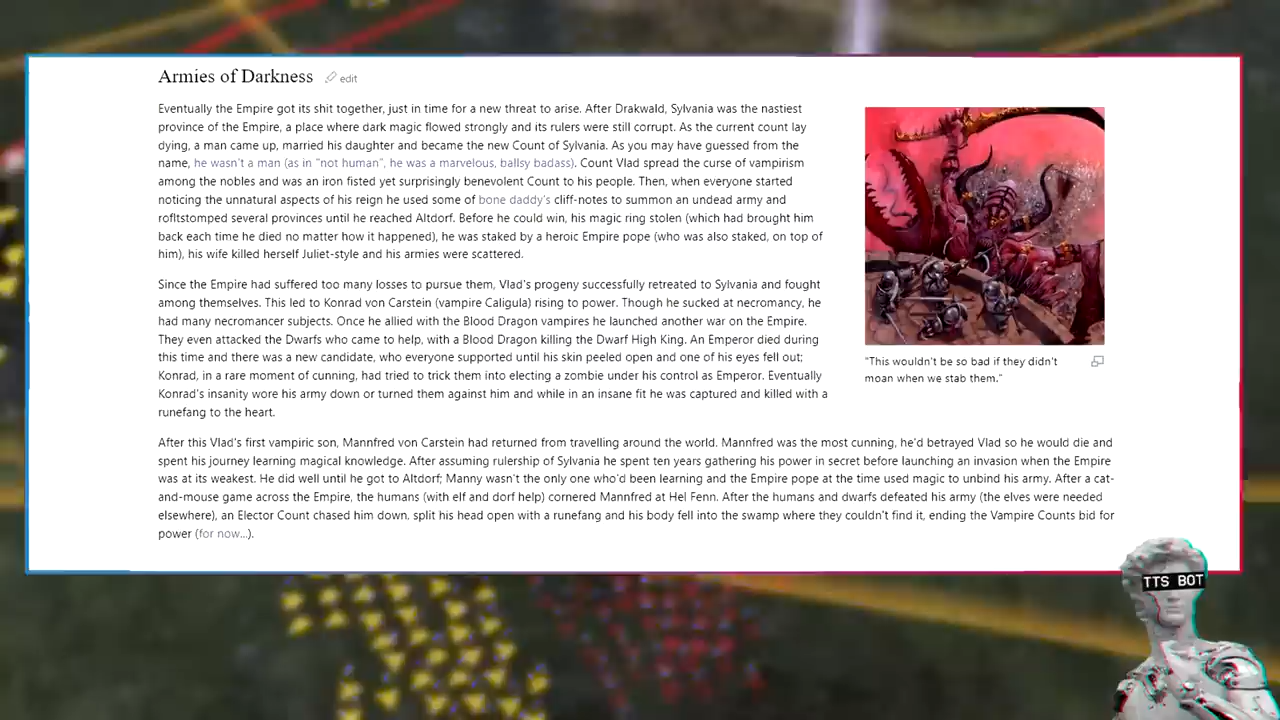 Armies of Darkness edit
Eventually the Empire got its shit together, just in time for a new threat to arise. After Drakwald, Sylvania was the nastiest
province of the Empire, a place where dark magic flowed strongly and its rulers were still corrupt. As the current count lay
dying, a man came up, married his daughter and became the new Count of Sylvania. As you may have guessed from the
name, he wasn't a man (as in "not human", he was a marvelous, ballsy badass). Count Vlad spread the curse of vampirism
among the nobles and was an iron fisted yet surprisingly benevolent Count to his people. Then, when everyone started
noticing the unnatural aspects of his reign he used some of bone daddy's cliff-notes to summon an undead army and
rofltstomped several provinces until he reached Altdorf. Before he could win, his magic ring stolen (which had brought him
back each time he died no matter how it happened), he was staked by a heroic Empire pope (who was also staked, on top of
him), his wife killed herself Juliet-style and his armies were scattered.
Since the Empire had suffered too many losses to pursue them, Vlad's progeny successfully retreated to Sylvania and fought
among themselves. This led to Konrad von Carstein (vampire Caligula) rising to power. Though he sucked at necromancy, he
had many necromancer subjects. Once he allied with the Blood Dragon vampires he launched another war on the Empire.
They even attacked the Dwarfs who came to help, with a Blood Dragon killing the Dwarf High King. An Emperor died during
this time and there was a new candidate, who everyone supported until his skin peeled open and one of his eyes fell out;
Konrad, in a rare moment of cunning, had tried to trick them into electing a zombie under his control as Emperor. Eventually
Konrad's insanity wore his army down or turned them against him and while in an insane fit he was captured and killed with a
runefang to the heart.
"This wouldn't be so bad if they didn't
moan when we stab them."
After this Vlad's first vampiric son, Mannfred von Carstein had returned from travelling around the world. Mannfred was the most cunning, he'd betrayed Vlad so he would die and
spent his journey learning magical knowledge. After assuming rulership of Sylvania he spent ten years gathering his power in secret before launching an invasion when the Empire
was at its weakest. He did well until he got to Altdorf; Manny wasn't the only one who'd been learning and the Empire pope at the time used magic to unbind his army. After a cat-
and-mouse game across the Empire, the humans (with elf and dorf help) cornered Mannfred at Hel Fenn. After the humans and dwarfs defeated his army (the elves were needed
elsewhere), an Elector Count chased him down. split his head open with a runefang and his body fell into the swamp where they couldn't find it, ending the Vampire Counts bid for
power (for now...).
TTS BOT